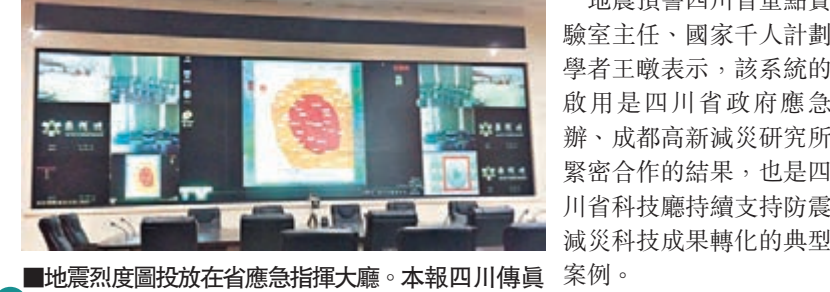 地震預警四川省重點實
驗室主任、國家千人計劃
學者王暾表示，該系統的
啟用是四川省政府應急
辦、成都高新減災研究所
緊密合作的結果，也是四
川省科技廳持續支持防震
減災科技成果轉化的典型
案例。
■地震烈度圖投放在省應急指揮大廳。本報四川傳真